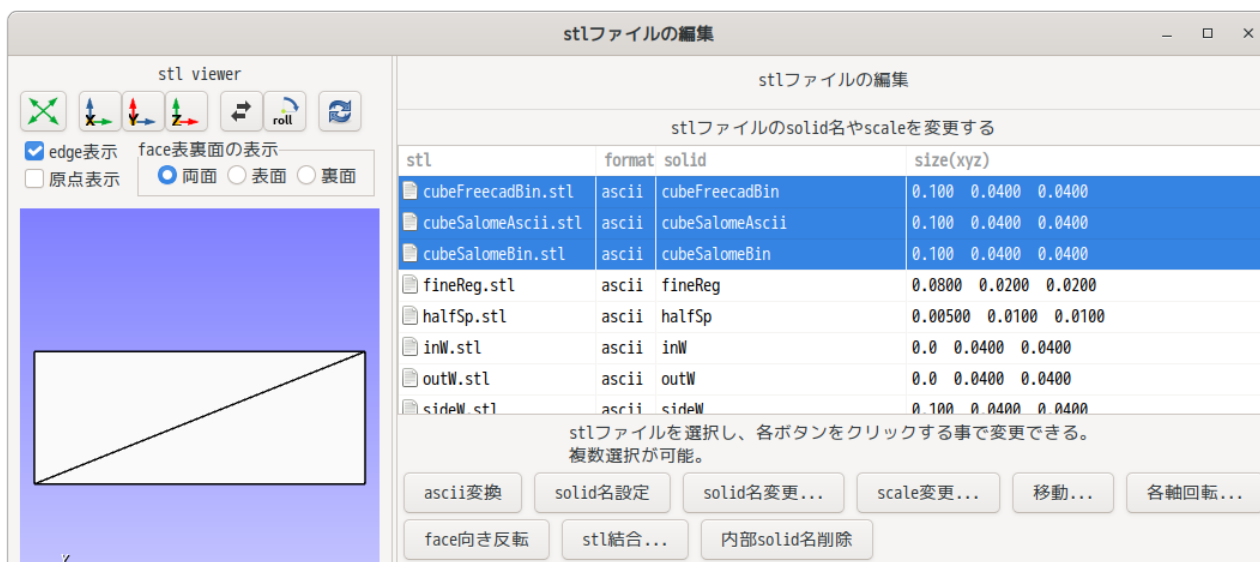 stlファイルの編集
stl viewer
X
Y
Z
roll
edge表示
原点表示
face表裏面の表示
両面 表面 裏面
stlファイルの編集
stlファイルのsolid名やscaleを変更する
stl format solid size(xyz)
cubeFreecadBin.stl ascii cubeFreecadBin 0.100 0.0400 0.0400
cubeSalomeAscii.stl ascii cubeSalomeAscii 0.100 0.0400 0.0400
cubeSalomeBin.stl ascii cubeSalomeBin 0.100 0.0400 0.0400
fineReg.stl ascii fineReg 0.0800 0.0200 0.0200
halfSp.stl ascii halfSp 0.00500 0.0100 0.0100
inW.stl ascii inW 0.0 0.0400 0.0400
outW.stl ascii outW 0.0 0.0400 0.0400
sideW.stl ascii sideW 0.100 0.0400 0.0400
stlファイルを選択し、各ボタンをクリックする事で変更できる。
複数選択が可能。
ascii変換 solid名設定 solid名変更... scale変更... 移動... 各軸回転...
face向き反転 stl結合... 内部solid名削除